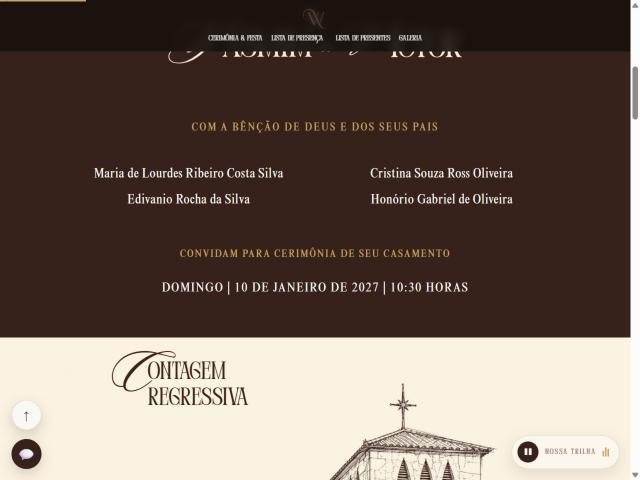 CERIMÔNIA & FESTA LISTA DE PRESENÇA LISTA DE PRESENTES GALERIA
COM A BÊNÇÃO DE DEUS E DOS SEUS PAIS
Maria de Lourdes Ribeiro Costa Silva Cristina Souza Ross Oliveira
Edivanio Rocha da Silva Honório Gabriel de Oliveira
CONVIDAM PARA CERIMÔNIA DE SEU CASAMENTO
DOMINGO | 10 DE JANEIRO DE 2027 | 10:30 HORAS
CONTAGEM
REGRESSIVA
NOSSA TRILHA